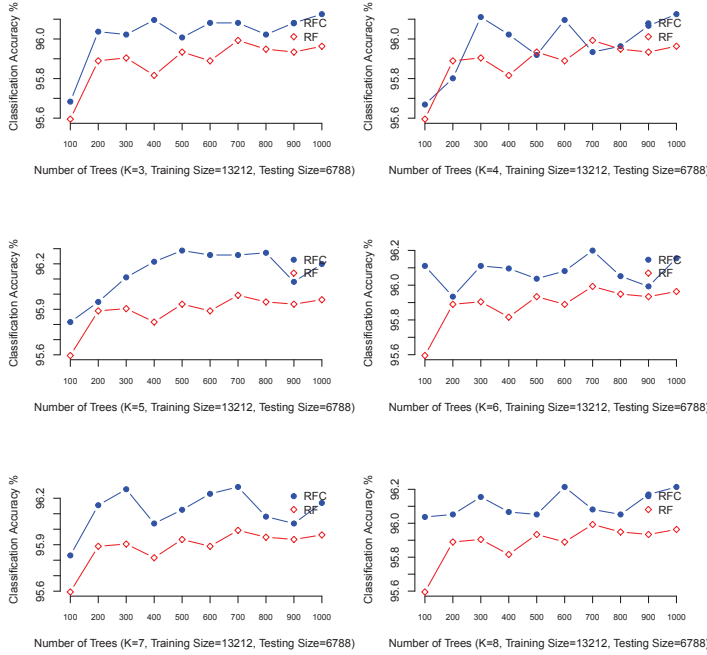 Classification Accuracy %
96.0
95.8
95.6
RFC
RF
100 200 300 400 500 600 700 800 900 1000
Number of Trees (K=3, Training Size=13212, Testing Size=6788)
Classification Accuracy %
96.0
95.8
95.6
RFC
RF
100 200 300 400 500 600 700 800 900 1000
Number of Trees (K=4, Training Size=13212, Testing Size=6788)
Classification Accuracy %
96.2
95.9
95.6
RFC
RF
100 200 300 400 500 600 700 800 900 1000
Number of Trees (K=5, Training Size=13212, Testing Size=6788)
Classification Accuracy %
96.2
96.0
95.8
95.6
RFC
RF
100 200 300 400 500 600 700 800 900 1000
Number of Trees (K=6, Training Size=13212, Testing Size=6788)
Classification Accuracy %
96.2
95.9
95.6
RFC
RF
100 200 300 400 500 600 700 800 900 1000
Number of Trees (K=7, Training Size=13212, Testing Size=6788)
Classification Accuracy %
96.2
96.0
95.8
95.6
RFC
RF
100 200 300 400 500 600 700 800 900 1000
Number of Trees (K=8, Training Size=13212, Testing Size=6788)